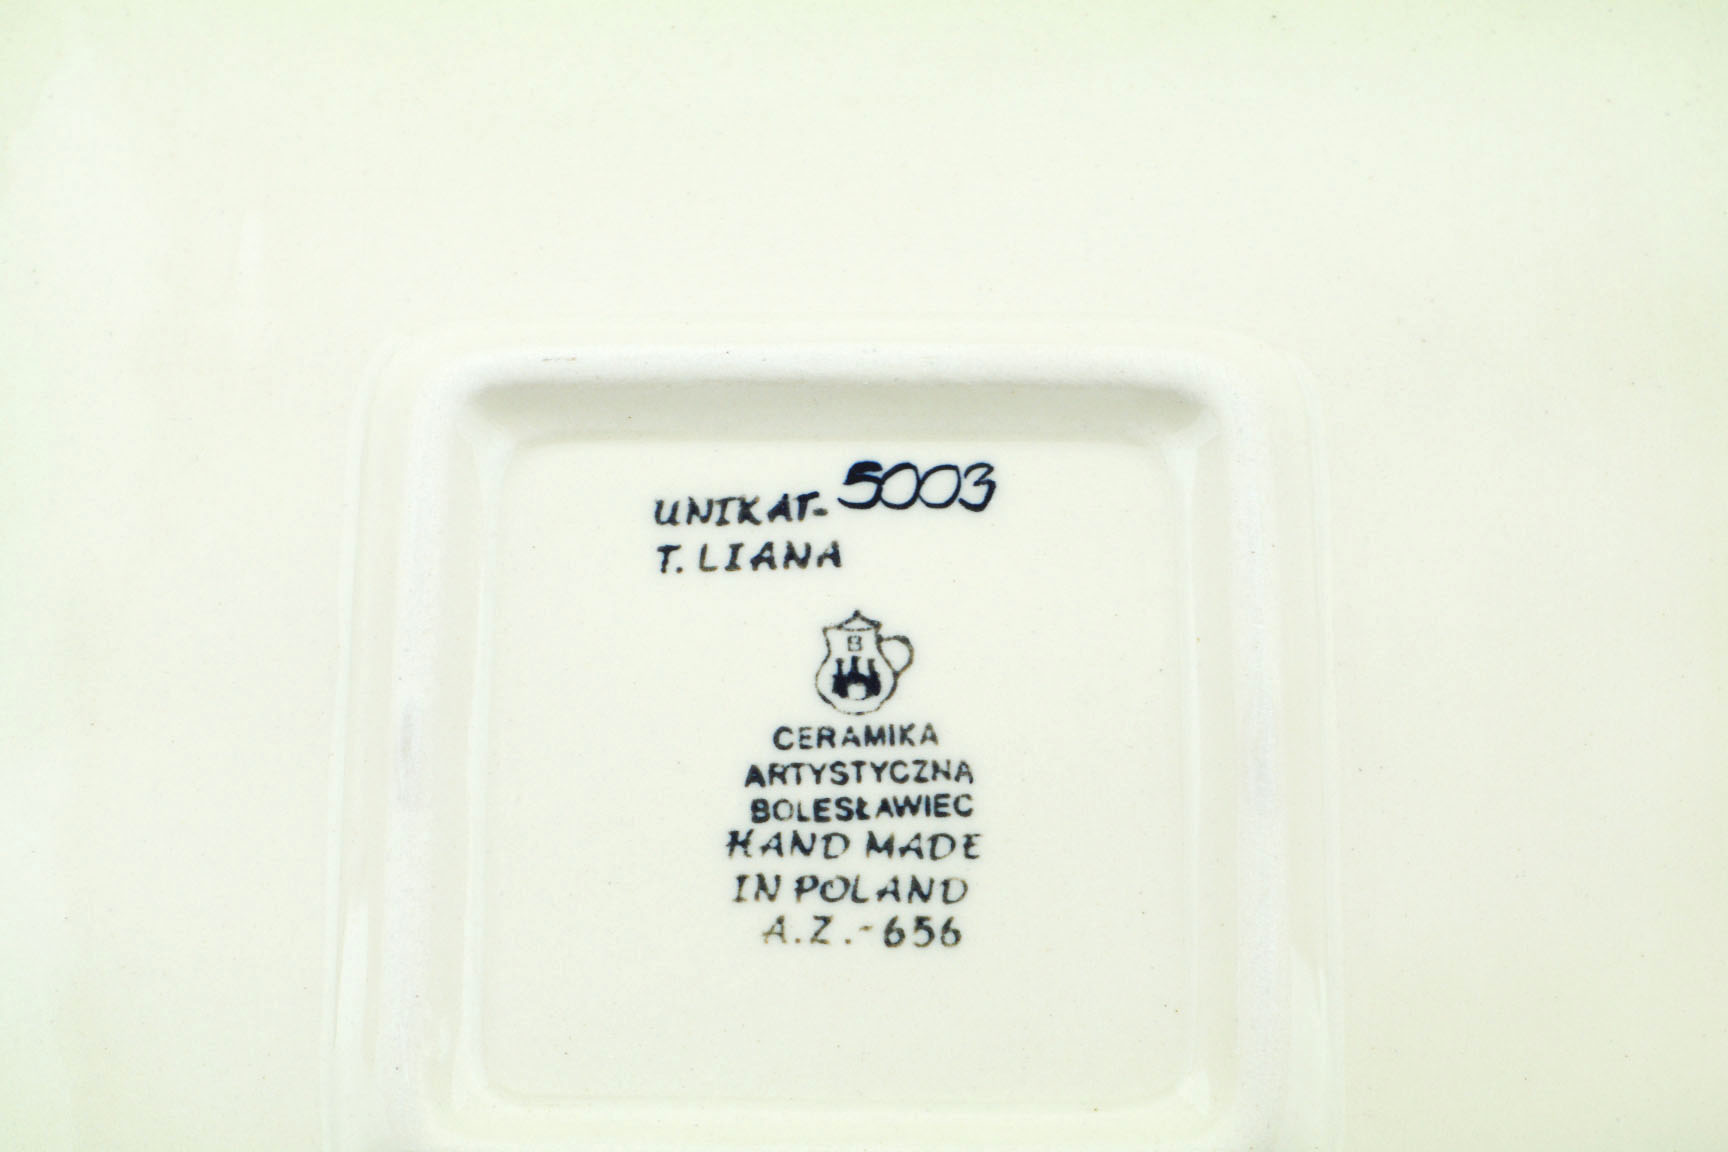 UNIKAT-5003
T. LIANA
B
CERAMIKA
ARTYSTYCZNA
BOLESŁAWIEC
HAND MADE
IN POLAND
A.Z.-656